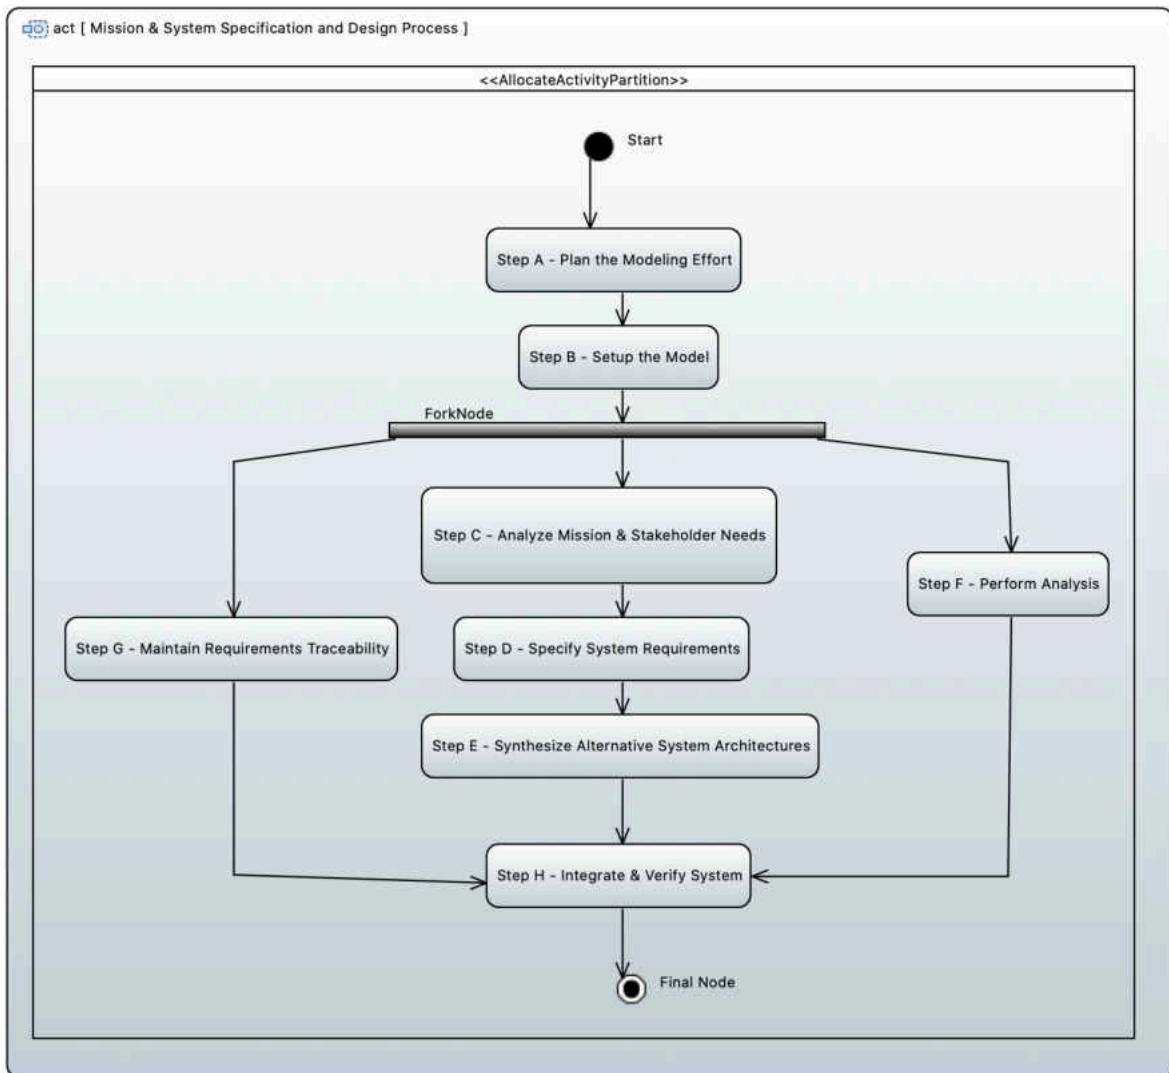 act [ Mission & System Specification and Design Process ]
<<AllocateActivityPartition>>
Start
Step A - Plan the Modeling Effort
Step B - Setup the Model
ForkNode
Step C - Analyze Mission & Stakeholder Needs
Step F - Perform Analysis
Step G - Maintain Requirements Traceability
Step D - Specify System Requirements
Step E - Synthesize Alternative System Architectures
Step H - Integrate & Verify System
Final Node